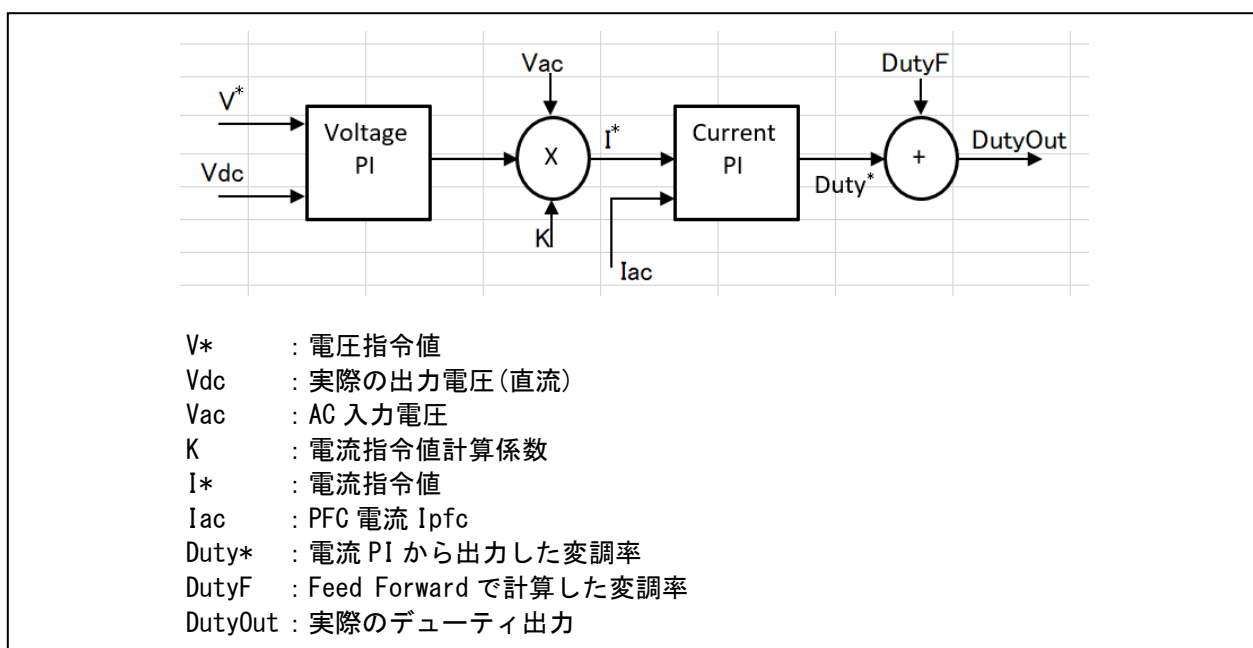 Vac
DutyF
V*
Voltage
PI
X
I*
Current
PI
+
DutyOut
Vdc
Duty*
K
Iac
V* : 電圧指令値
Vdc : 実際の出力電圧(直流)
Vac : AC 入力電圧
K : 電流指令値計算係数
I* : 電流指令値
Iac : PFC 電流 Ipfc
Duty* : 電流 PI から出力した変調率
DutyF : Feed Forward で計算した変調率
DutyOut : 実際のデューティ出力